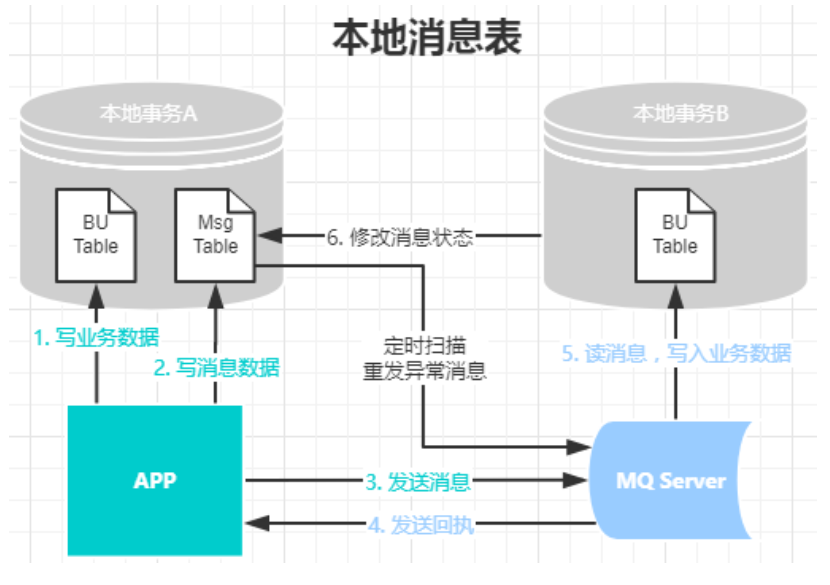 本地消息表
本地事务A
本地事务B
BU
Table
Msg
Table
BU
Table
6. 修改消息状态
1. 写业务数据
2. 写消息数据
定时扫描
重发异常消息
5. 读消息，写入业务数据
APP
3. 发送消息
MQ Server
4. 发送回执